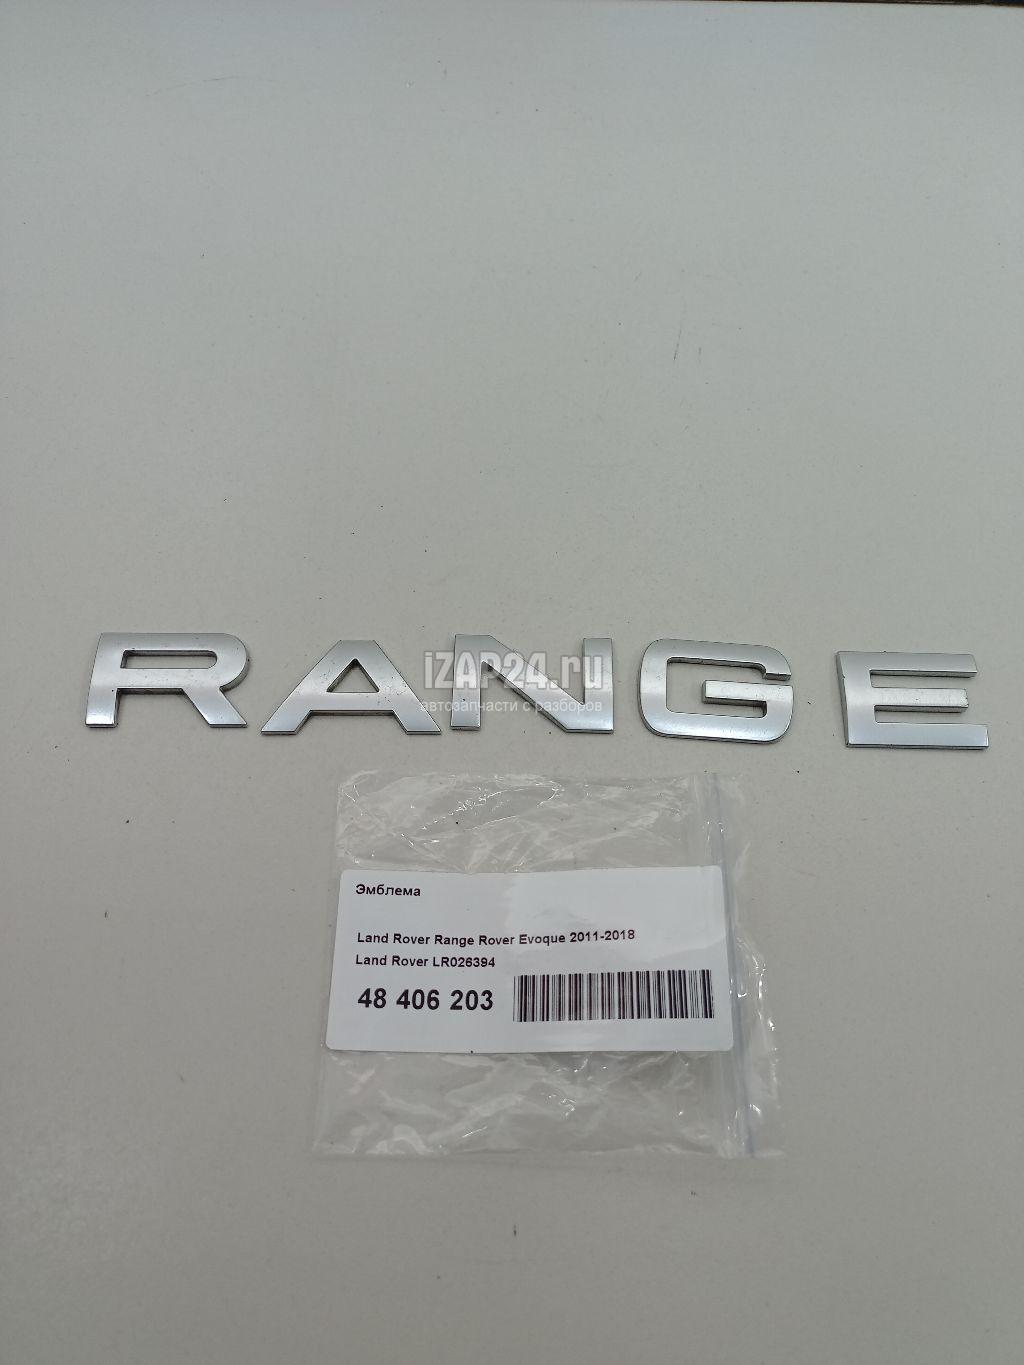 RANGE
iZAP24.ru
автозапчасти с разборов
Эмблема
Land Rover Range Rover Evoque 2011-2018
Land Rover LR026394
48 406 203